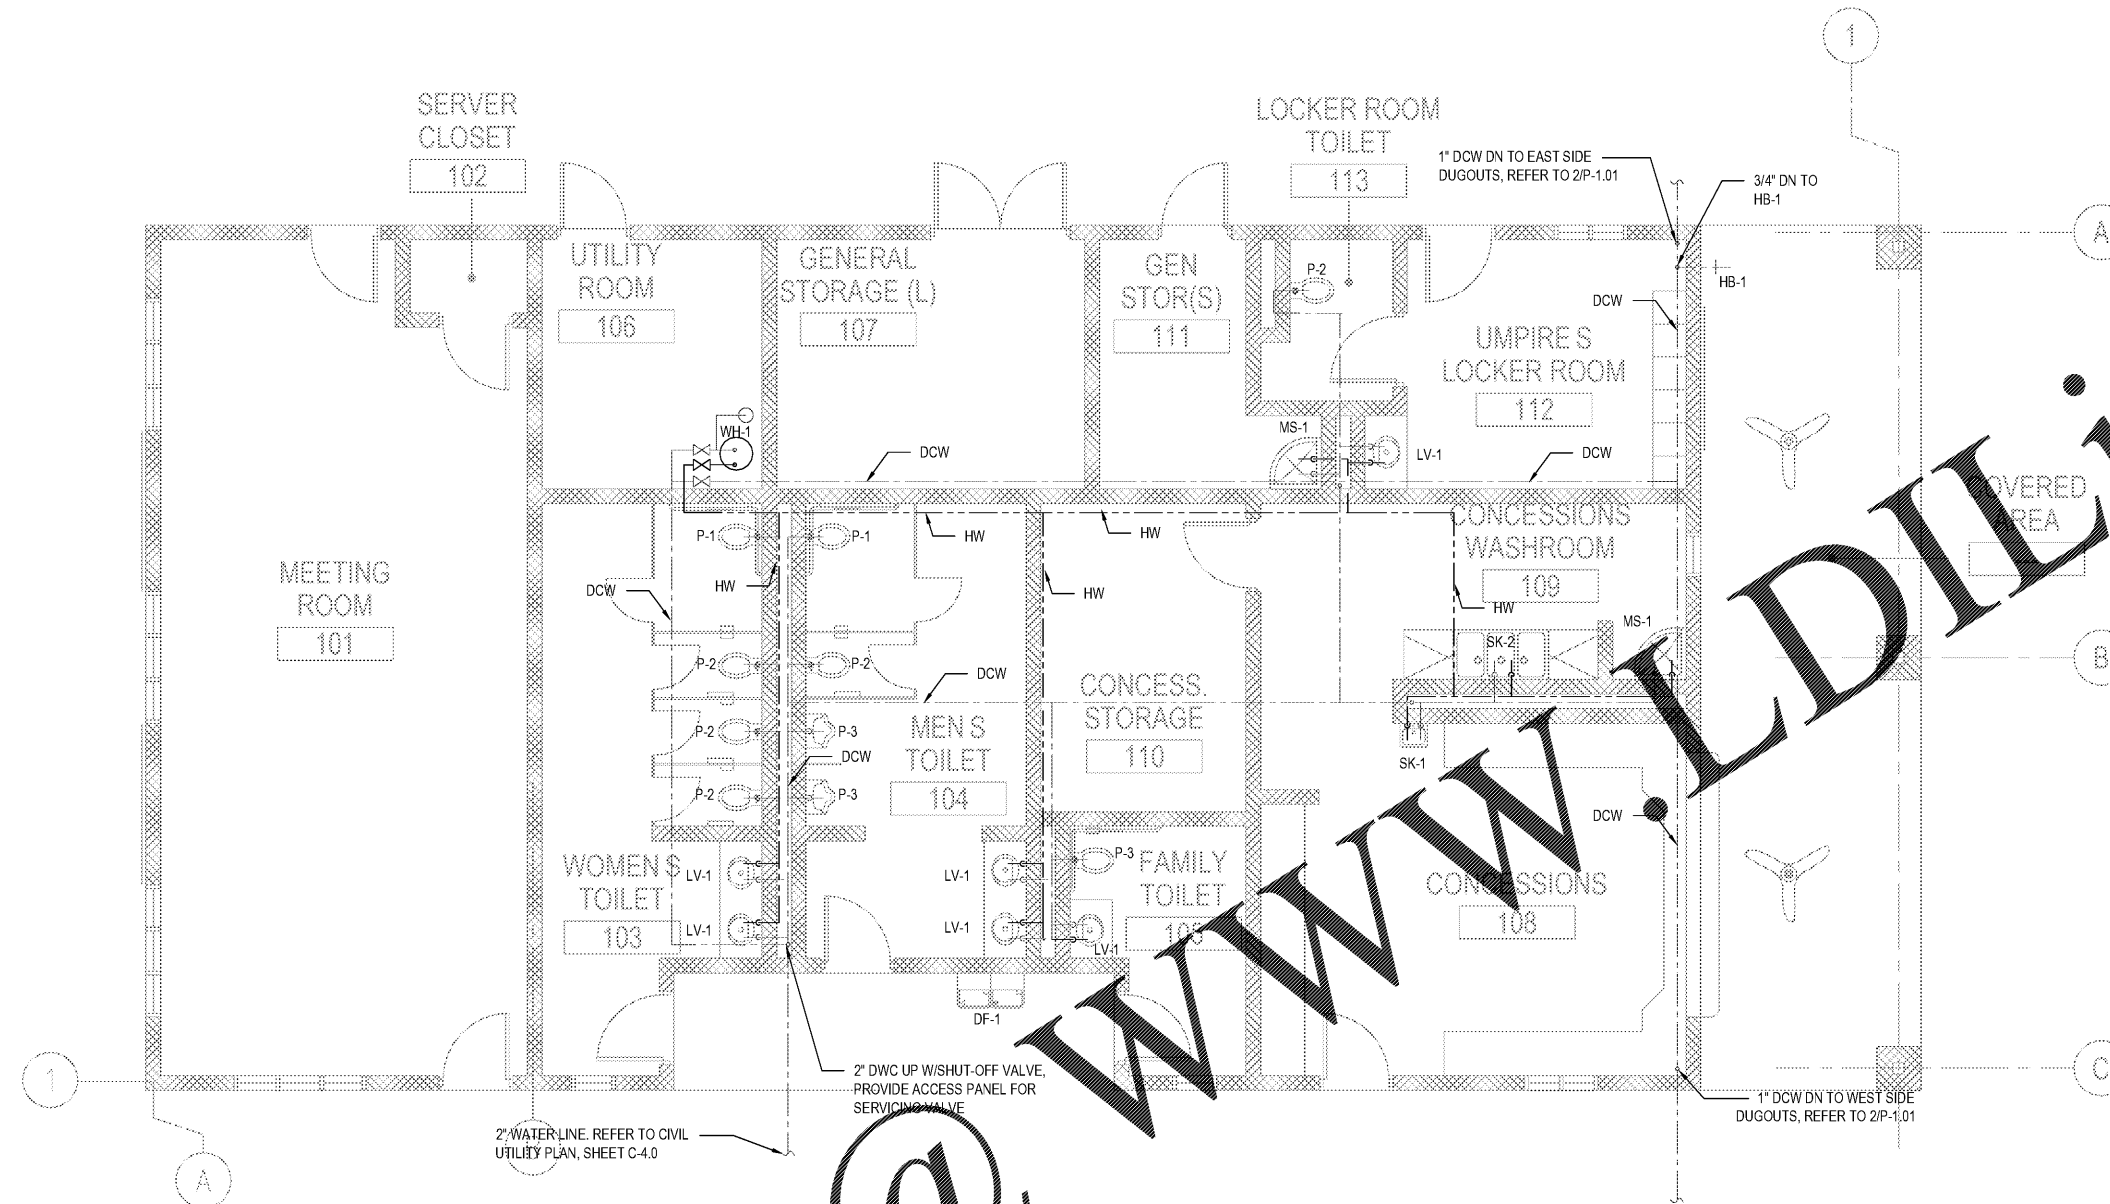 1
SERVER
CLOSET
102
LOCKER ROOM
TOILET
113
1" DCW DN TO EAST SIDE
DUGOUTS, REFER TO 2/P-1.01
3/4" DN TO
HB-1
A
UTILITY
ROOM
106
GENERAL
STORAGE (L)
107
GEN
STOR(S)
111
P-2
HB-1
DCW
UMPIRE S
LOCKER ROOM
112
WH-1
MS-1
LV-1
DCW
DCW
COVERED
AREA
P-1
P-1
HW
HW
CONCESSIONS
WASHROOM
109
MEETING
ROOM
101
DCW
HW
HW
HW
MS-1
SK-2
P-2
P-2
DCW
B
CONCESS.
STORAGE
110
MEN S
TOILET
104
P-2
P-3
DCW
SK-1
P-2
P-3
DCW
WOMEN S
TOILET
103
LV-1
LV-1
LV-1
LV-1
P-3
FAMILY
TOILET
105
LV-1
CONCESSIONS
108
DF-1
1
2" DWC UP W/SHUT-OFF VALVE,
PROVIDE ACCESS PANEL FOR
SERVICING VALVE
C
1" DCW DN TO WEST SIDE
DUGOUTS, REFER TO 2/P-1.01
2" WATER LINE. REFER TO CIVIL
UTILITY PLAN, SHEET C-4.0
A
@ WWW.LDILi